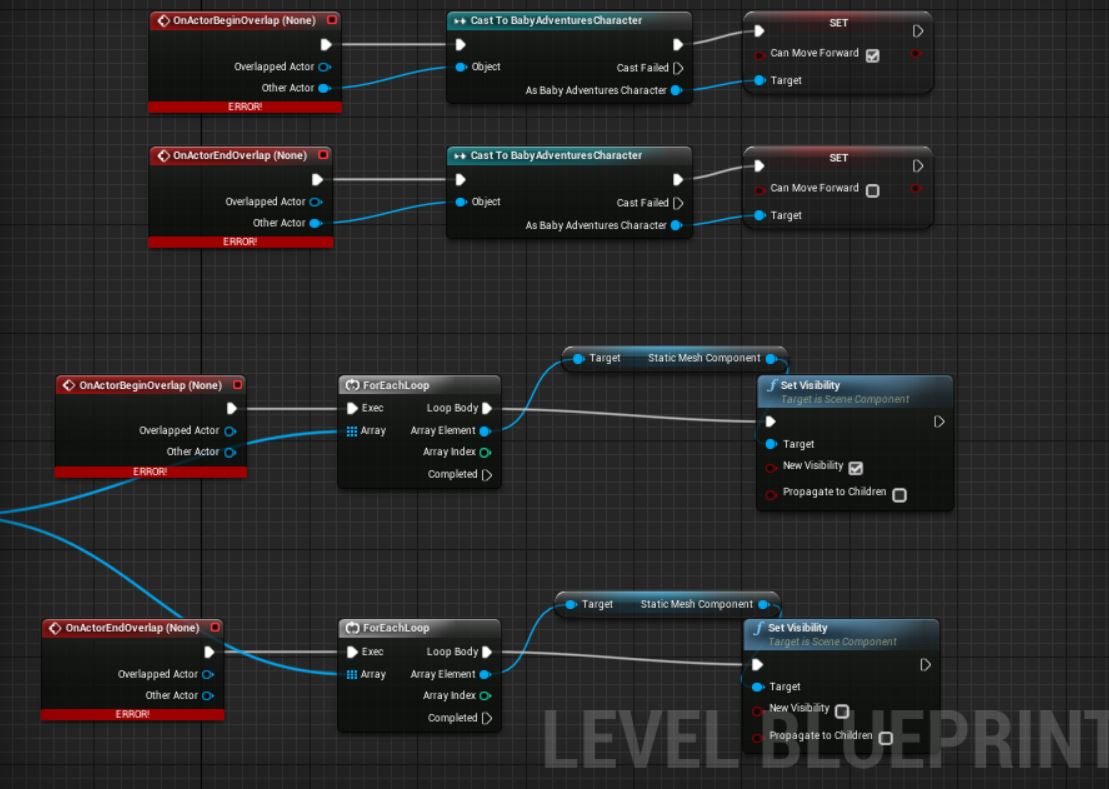 OnActorBeginOverlap (None)
Overlapped Actor
Other Actor
ERROR!
Cast To BabyAdventuresCharacter
Object
Cast Failed
As Baby Adventures Character
SET
Can Move Forward
Target
OnActorEndOverlap (None)
Overlapped Actor
Other Actor
ERROR!
Cast To BabyAdventuresCharacter
Object
Cast Failed
As Baby Adventures Character
SET
Can Move Forward
Target
OnActorBeginOverlap (None)
Overlapped Actor
Other Actor
ERROR!
ForEachLoop
Exec
Loop Body
Array
Array Element
Array Index
Completed
Target
Static Mesh Component
Set Visibility
Target is Scene Component
Target
New Visibility
Propagate to Children
OnActorEndOverlap (None)
Overlapped Actor
Other Actor
ERROR!
ForEachLoop
Exec
Loop Body
Array
Array Element
Array Index
Completed
Target
Static Mesh Component
Set Visibility
Target is Scene Component
Target
New Visibility
Propagate to Children
LEVEL BLUEPRINT